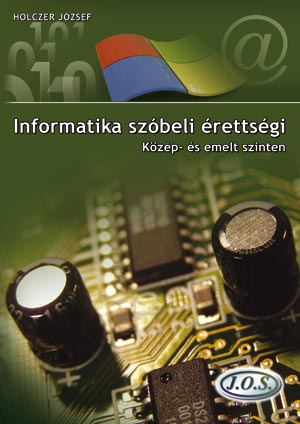 HOLCZER JÓZSEF
@
Informatika szóbeli érettségi
Közép- és emelt szinten
J.O.S.